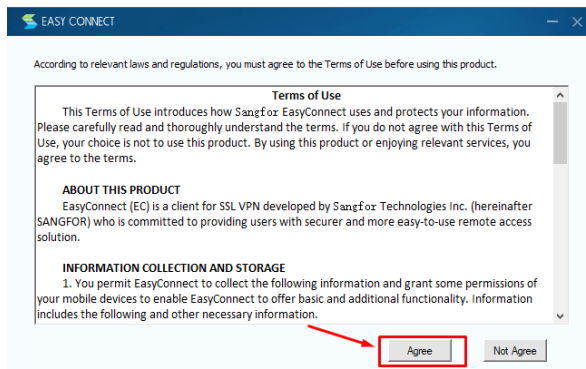 EASY CONNECT
According to relevant laws and regulations, you must agree to the Terms of Use before using this product.
Terms of Use
This Terms of Use introduces how Sangfor EasyConnect uses and protects your information.
Please carefully read and thoroughly understand the terms. If you do not agree with this Terms of
Use, your choice is not to use this product. By using this product or enjoying relevant services, you
agree to the terms.
ABOUT THIS PRODUCT
EasyConnect (EC) is a client for SSL VPN developed by Sangfor Technologies Inc. (hereinafter
SANGFOR) who is committed to providing users with securer and more easy-to-use remote access
solution.
INFORMATION COLLECTION AND STORAGE
1. You permit EasyConnect to collect the following information and grant some permissions of
your mobile devices to enable EasyConnect to offer basic and additional functionality. Information
includes the following and other necessary information.
Agree
Not Agree